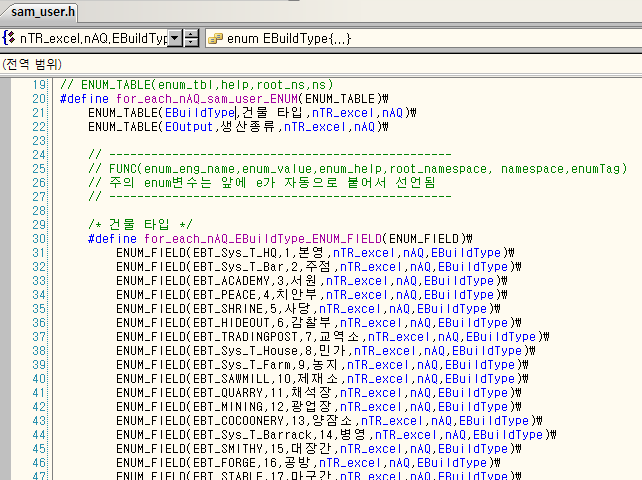 sam_user.h
nTR_excel,nAQ,EBuildTyp
enum EBuildType{,,,}
(전역 범위)
19 // ENUM_TABLE(enum_tbl,help,root_ns,ns)
20 #define for_each_nAQ_sam_user_ENUM(ENUM_TABLE)₩
21 ENUM_TABLE(EBuildType,건물 타입,nTR_excel,nAQ)₩
22 ENUM_TABLE(EOutput,생산종류,nTR_excel,nAQ)₩
23
24 // --------------------------------------------------
25 // FUNC(enum_eng_name,enum_value,enum_help,root_namespace, namespace,enumTag)
26 // 주의 enum변수는 앞에 e가 자동으로 붙어서 선언됨
27 // --------------------------------------------------
28
29 /* 건물 타입 */
30 #define for_each_nAQ_EBuildType_ENUM_FIELD(ENUM_FIELD)₩
31 ENUM_FIELD(EBT_Sys_T_HQ,1,본영,nTR_excel,nAQ,EBuildType)₩
32 ENUM_FIELD(EBT_Sys_T_Bar,2,주점,nTR_excel,nAQ,EBuildType)₩
33 ENUM_FIELD(EBT_ACADEMY,3,서원,nTR_excel,nAQ,EBuildType)₩
34 ENUM_FIELD(EBT_PEACE,4,치안부,nTR_excel,nAQ,EBuildType)₩
35 ENUM_FIELD(EBT_SHRINE,5,사당,nTR_excel,nAQ,EBuildType)₩
36 ENUM_FIELD(EBT_HIDEOUT,6,감찰부,nTR_excel,nAQ,EBuildType)₩
37 ENUM_FIELD(EBT_TRADINGPOST,7,교역소,nTR_excel,nAQ,EBuildType)₩
38 ENUM_FIELD(EBT_Sys_T_House,8,민가,nTR_excel,nAQ,EBuildType)₩
39 ENUM_FIELD(EBT_Sys_T_Farm,9,농지,nTR_excel,nAQ,EBuildType)₩
40 ENUM_FIELD(EBT_SAWMILL,10,제재소,nTR_excel,nAQ,EBuildType)₩
41 ENUM_FIELD(EBT_QUARRY,11,채석장,nTR_excel,nAQ,EBuildType)₩
42 ENUM_FIELD(EBT_MINING,12,광업장,nTR_excel,nAQ,EBuildType)₩
43 ENUM_FIELD(EBT_COCOONERY,13,양잠소,nTR_excel,nAQ,EBuildType)₩
44 ENUM_FIELD(EBT_Sys_T_Barrack,14,병영,nTR_excel,nAQ,EBuildType)₩
45 ENUM_FIELD(EBT_SMITHY,15,대장간,nTR_excel,nAQ,EBuildType)₩
46 ENUM_FIELD(EBT_FORGE,16,공방,nTR_excel,nAQ,EBuildType)₩
47 ENUM_FIELD(EBT_STABLE,17,마구간,nTR_excel,nAQ,EBuildType)₩